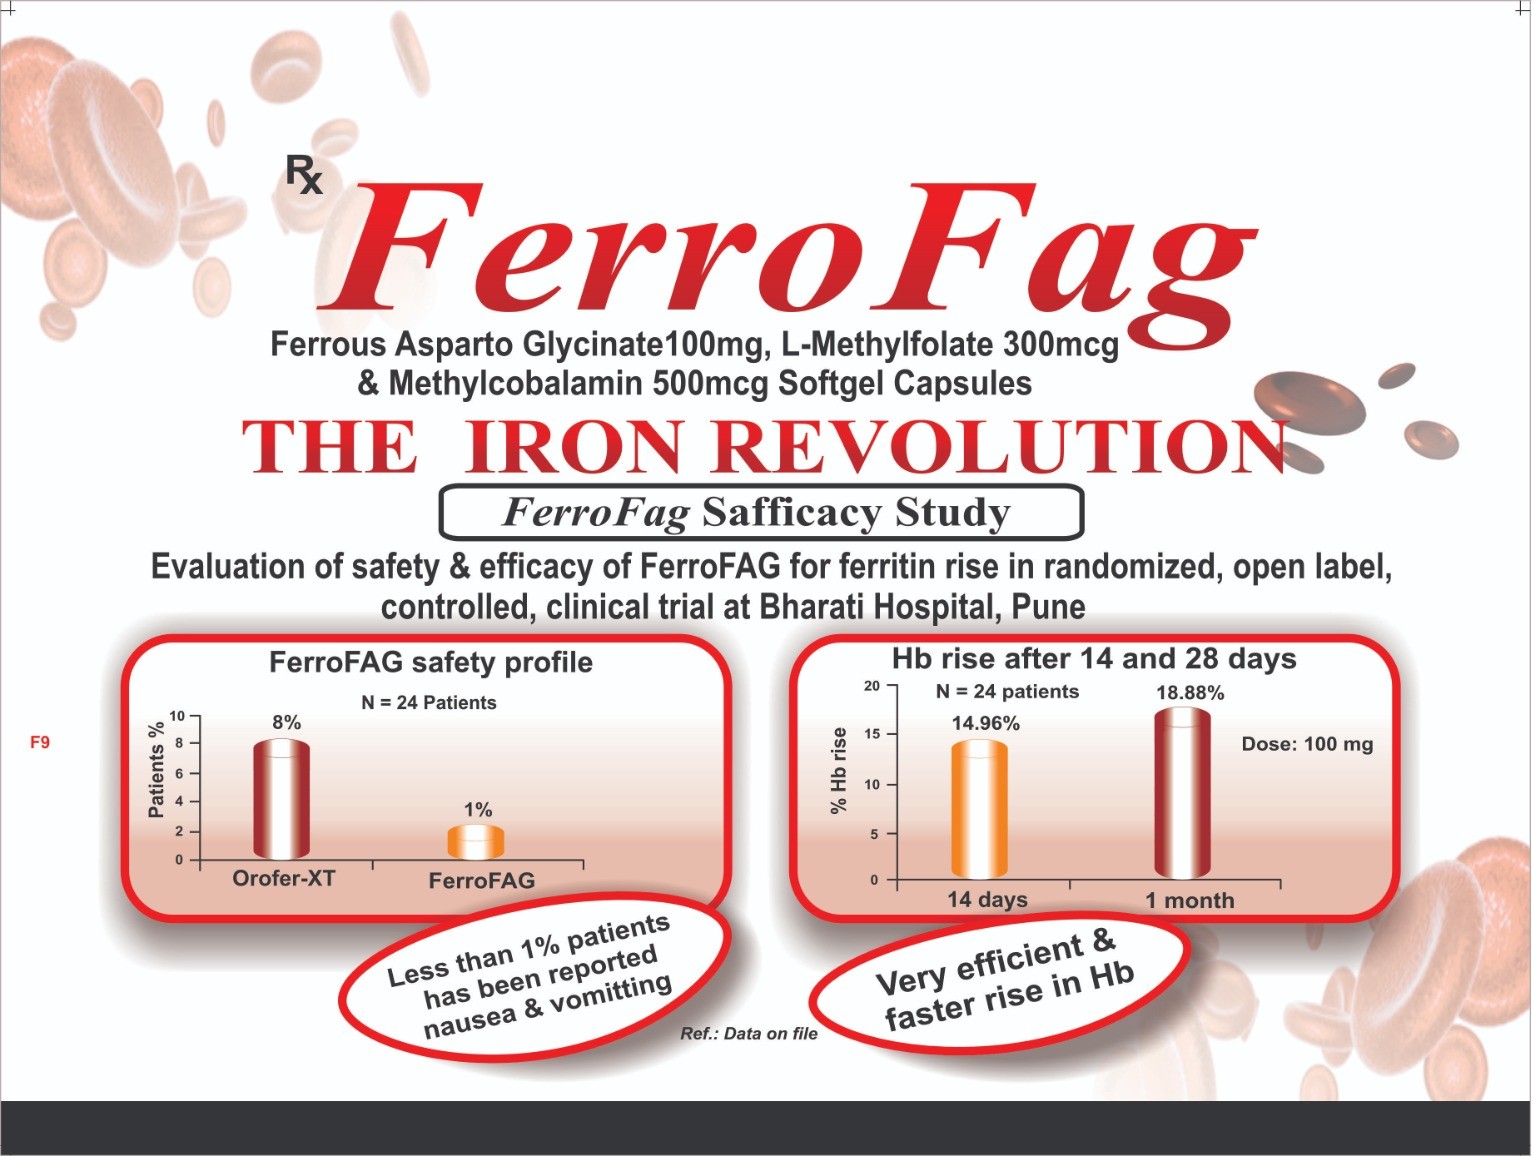 Rx
FerroFag
Ferrous Asparto Glycinate100mg, L-Methylfolate 300mcg
& Methylcobalamin 500mcg Softgel Capsules
THE IRON REVOLUTION
FerroFag Safficacy Study
Evaluation of safety & efficacy of FerroFAG for ferritin rise in randomized, open label,
controlled, clinical trial at Bharati Hospital, Pune
FerroFAG safety profile
N = 24 Patients
Patients %
10
8
6
4
2
0
8%
1%
Orofer-XT
FerroFAG
Less than 1% patients
has been reported
nausea & vomitting
Hb rise after 14 and 28 days
N = 24 patients
% Hb rise
20
15
10
5
0
14.96%
18.88%
Dose: 100 mg
14 days
1 month
Very efficient &
faster rise in Hb
Ref.: Data on file
F9